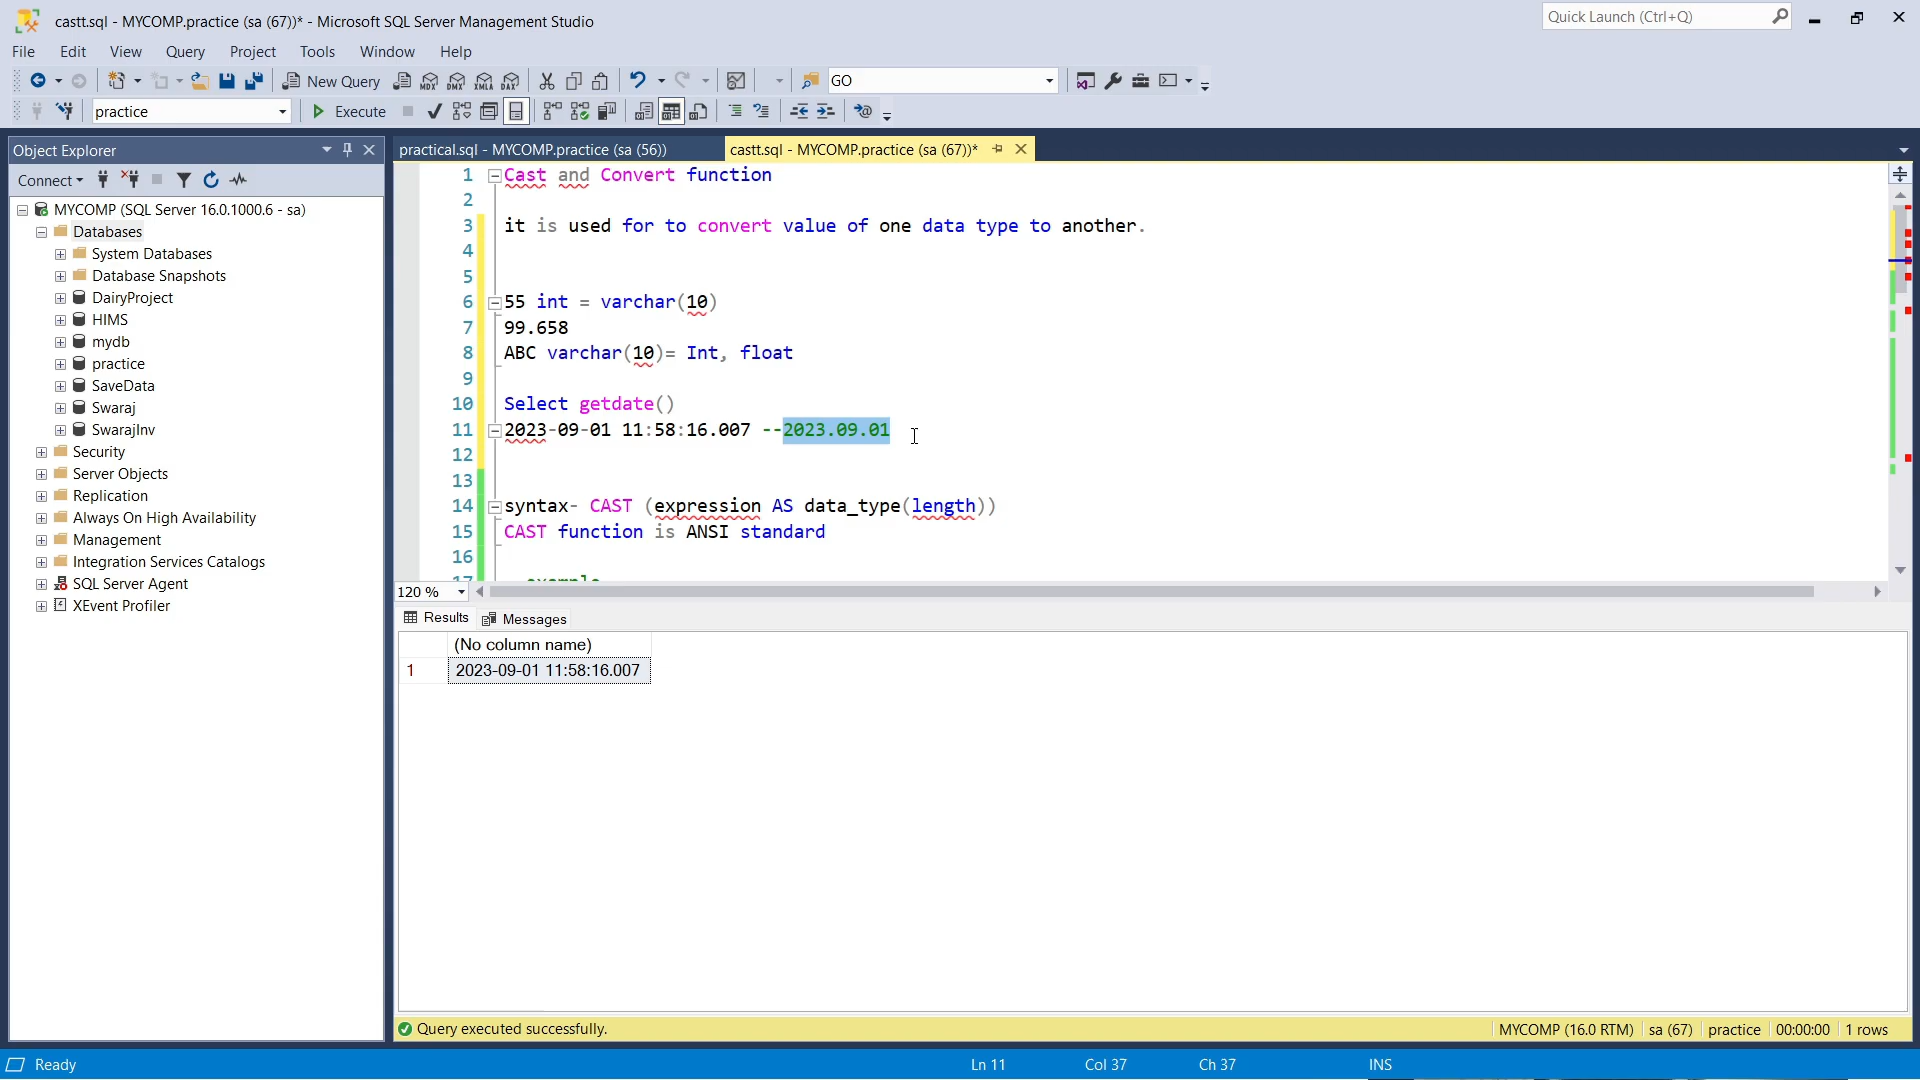 castt.sql - MYCOMP.practice (sa (67))* - Microsoft SQL Server Management Studio
Quick Launch (Ctrl+Q)
File Edit View Query Project Tools Window Help
New Query
MDX DMX XMLA DAX
GO
practice
Execute
Object Explorer
Connect
MYCOMP (SQL Server 16.0.1000.6 - sa)
Databases
System Databases
Database Snapshots
DairyProject
HIMS
mydb
practice
SaveData
Swaraj
SwarajInv
Security
Server Objects
Replication
Always On High Availability
Management
Integration Services Catalogs
SQL Server Agent
XEvent Profiler
practical.sql - MYCOMP.practice (sa (56))
castt.sql - MYCOMP.practice (sa (67))*
1 Cast and Convert function
2
3 it is used for to convert value of one data type to another.
4
5
6 55 int = varchar(10)
7 99.658
8 ABC varchar(10)= Int, float
9
10 Select getdate()
11 2023-09-01 11:58:16.007 --2023.09.01
12
13
14 syntax- CAST (expression AS data_type(length))
15 CAST function is ANSI standard
16
17 example
120 %
Results Messages
(No column name)
1 2023-09-01 11:58:16.007
Query executed successfully.
MYCOMP (16.0 RTM) sa (67) practice 00:00:00 1 rows
Ready
Ln 11 Col 37 Ch 37 INS